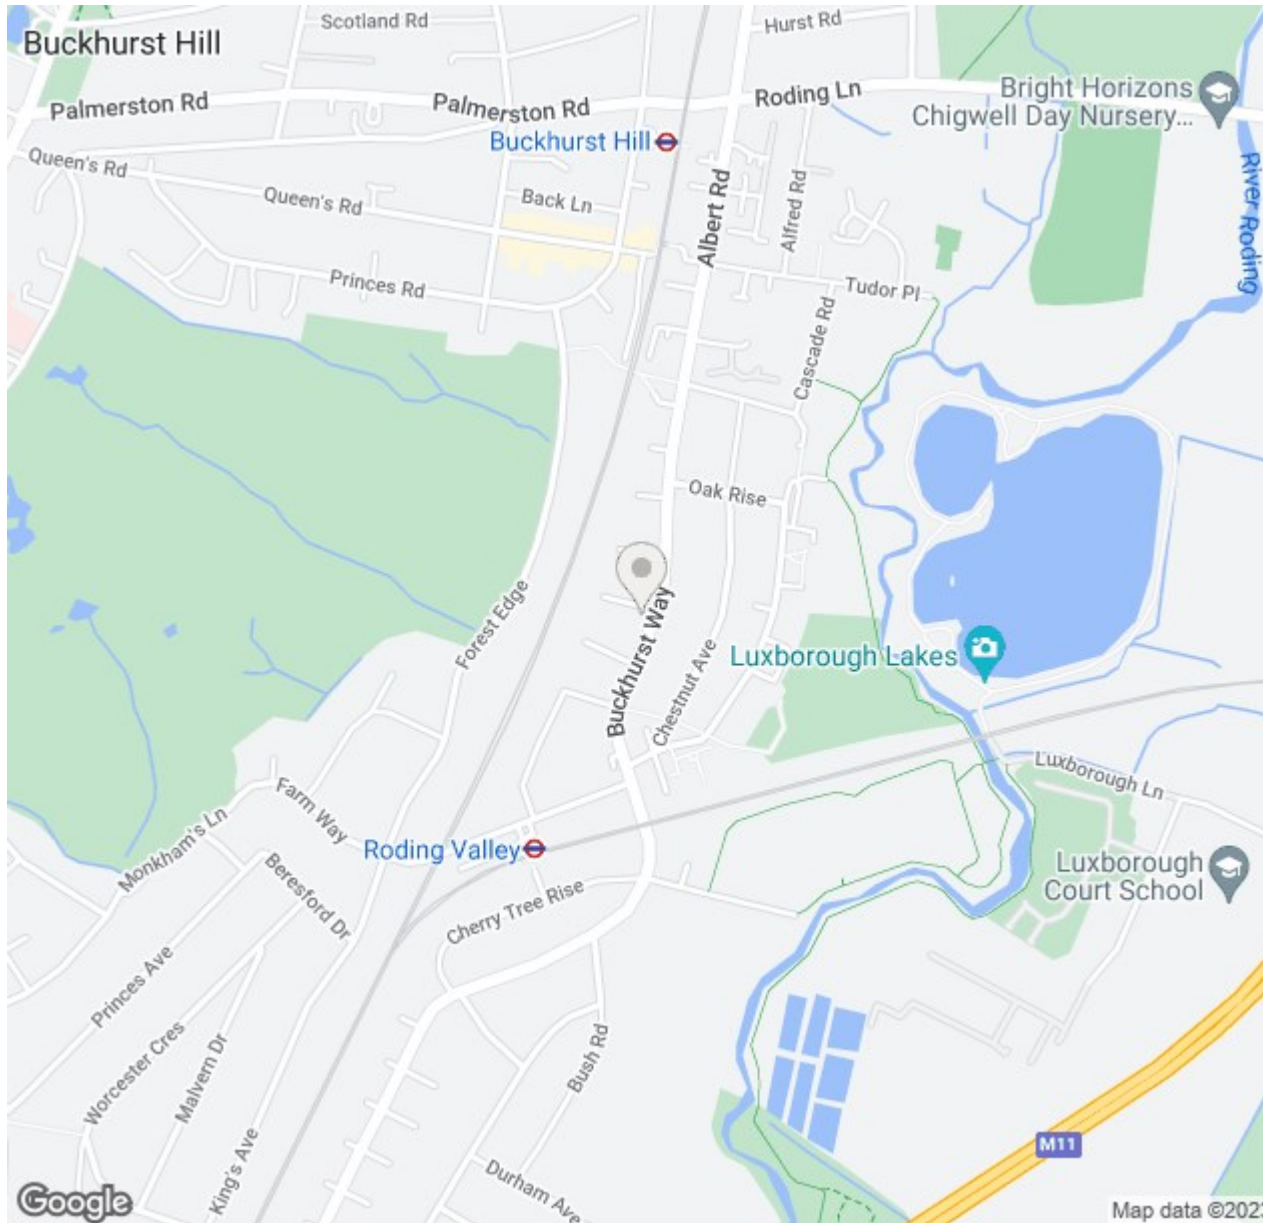 Scotland Rd
Hurst Rd
Buckhurst Hill
Palmerston Rd
Palmerston Rd
Roding Ln
Bright Horizons
Chigwell Day Nursery...
Buckhurst Hill
Queen's Rd
Queen's Rd
Back Ln
Albert Rd
Alfred Rd
River Roding
Princes Rd
Tudor Pl
Cascade Rd
Oak Rise
Forest Edge
Buckhurst Way
Chestnut Ave
Luxborough Lakes
Luxborough Ln
Farm Way
Monkham's Ln
Roding Valley
Beresford Dr
Cherry Tree Rise
Luxborough
Court School
Princes Ave
Worcester Cres
Malvern Dr
Bush Rd
King's Ave
Durham Ave
M11
Google
Map data ©2023